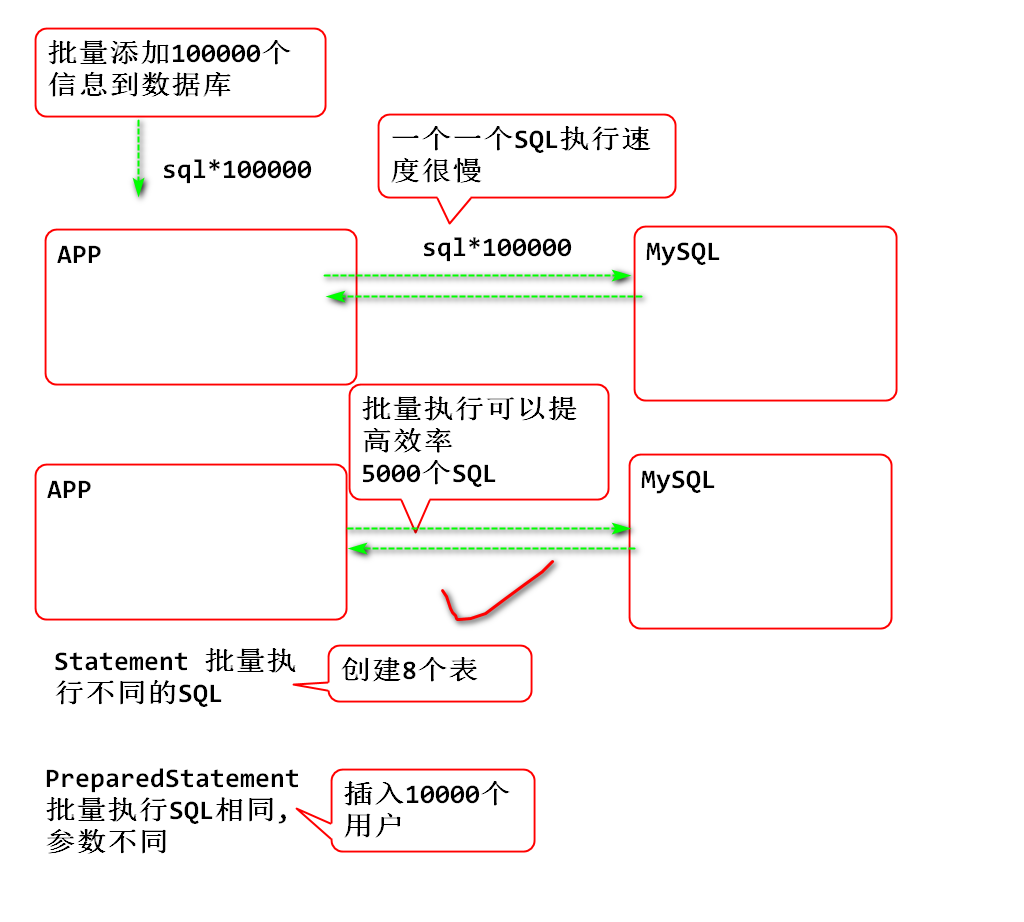 批量添加100000个
信息到数据库
sql*100000
一个一个SQL执行速
度很慢
APP
sql*100000
MySQL
批量执行可以提
高效率
5000个SQL
APP
MySQL
Statement 批量执
行不同的SQL
创建8个表
PreparedStatement
批量执行SQL相同,
参数不同
插入10000个
用户